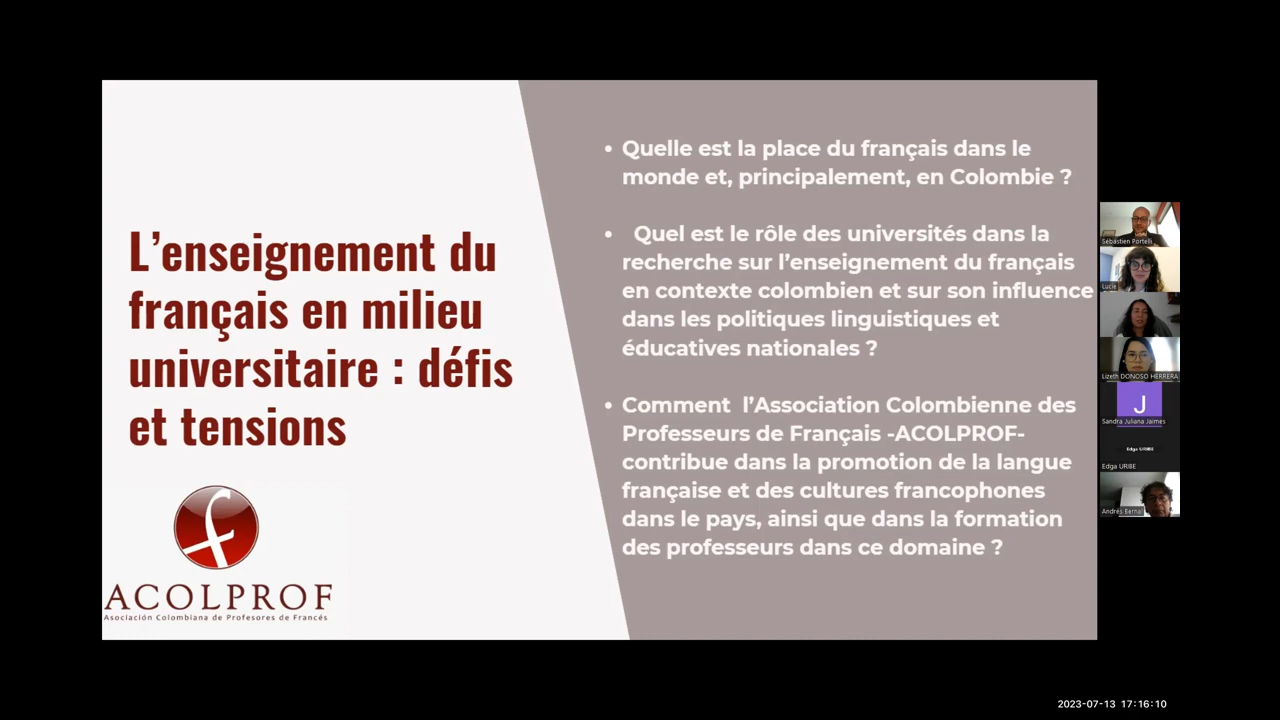 L'enseignement du
français en milieu
universitaire : défis
et tensions
ACOLPROF
Asociación Colombiana de Profesores de Francés
• Quelle est la place du français dans le
monde et, principalement, en Colombie ?
• Quel est le rôle des universités dans la
recherche sur l'enseignement du français
en contexte colombien et sur son influence
dans les politiques linguistiques et
éducatives nationales ?
• Comment l'Association Colombienne des
Professeurs de Français -ACOLPROF-
contribue dans la promotion de la langue
française et des cultures francophones
dans le pays, ainsi que dans la formation
des professeurs dans ce domaine ?
Sébastien Portelli
Lucie
Lizeth DONOSO HERRERA
J
Sandra Juliana Jaimes
Edga URIBE
Edga URIBE
Andrés Bernal
2023-07-13 17:16:10